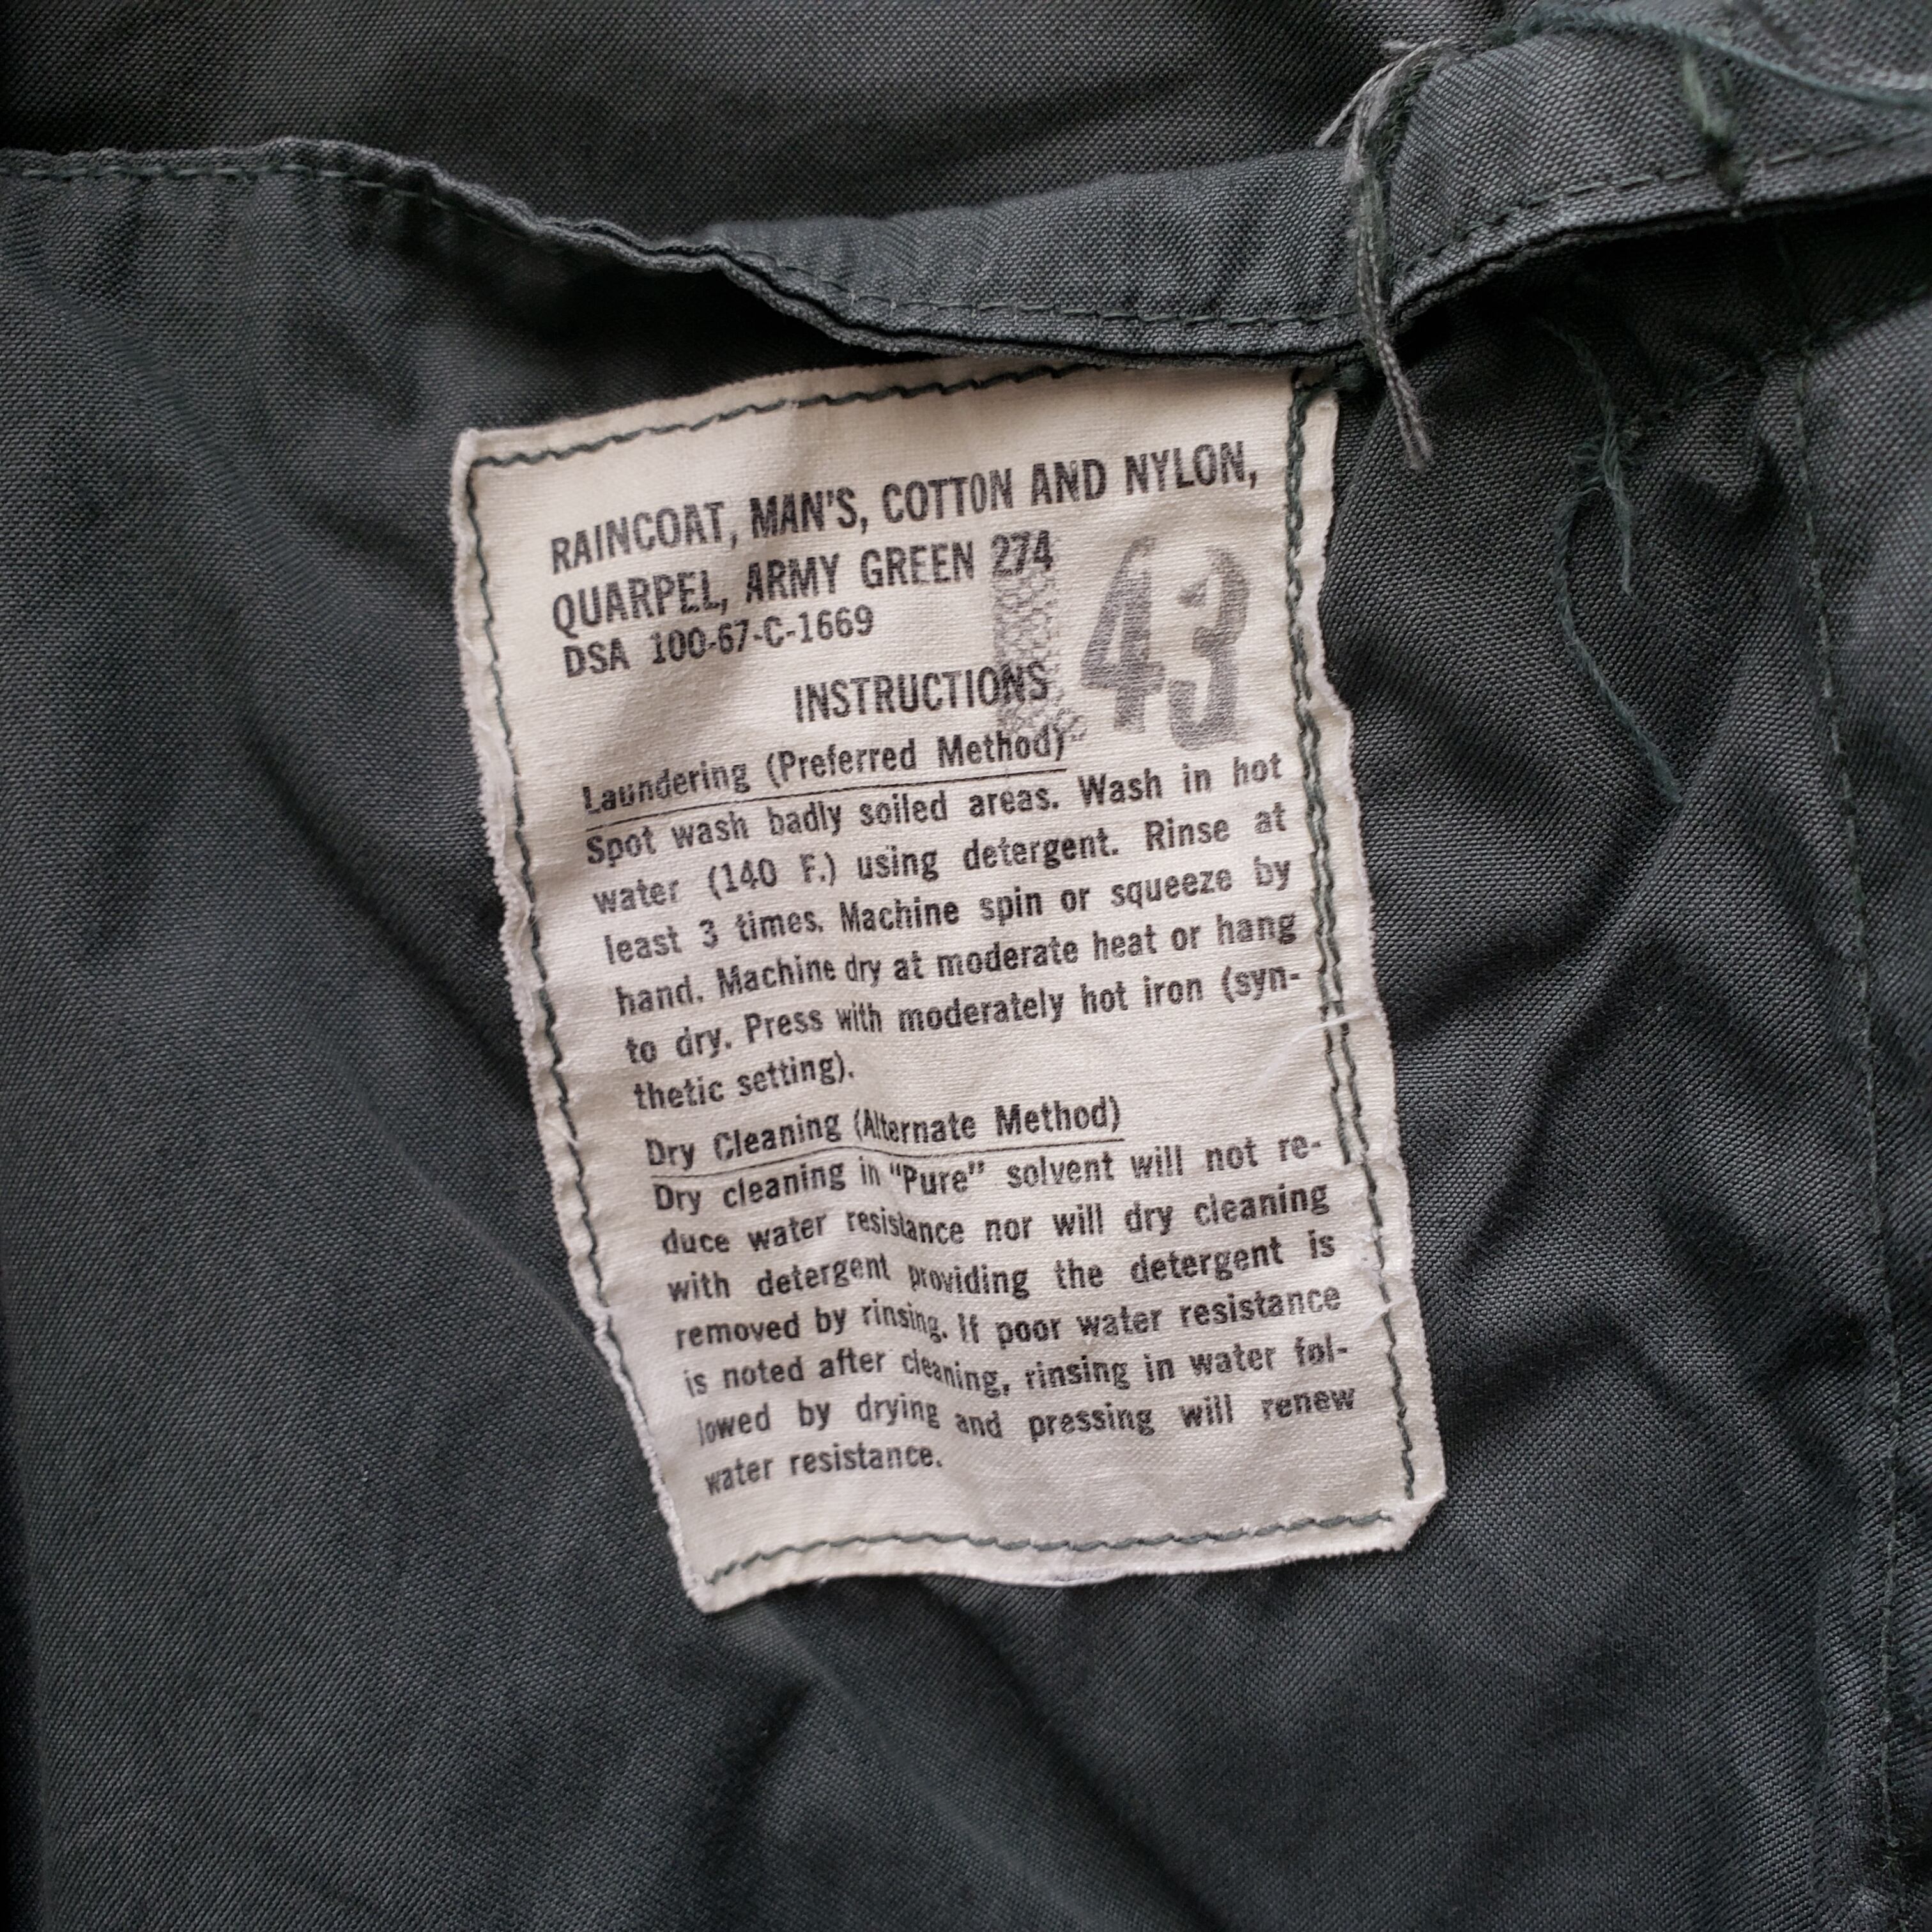 RAINCOAT, MAN'S, COTTON AND NYLON,
QUARPEL, ARMY GREEN 274
DSA 100-67-C-1669
43
INSTRUCTIONS
Laundering (Preferred Method)
Spot wash badly soiled areas. Wash in hot
water (140 F.) using detergent. Rinse at
least 3 times. Machine spin or squeeze by
hand. Machine dry at moderate heat or hang
to dry. Press with moderately hot iron (syn-
thetic setting).
Dry Cleaning (Alternate Method)
Dry cleaning in "Pure" solvent will not re-
duce water resistance nor will dry cleaning
with detergent providing the detergent is
removed by rinsing. If poor water resistance
is noted after cleaning, rinsing in water fol-
lowed by drying and pressing will renew
water resistance.